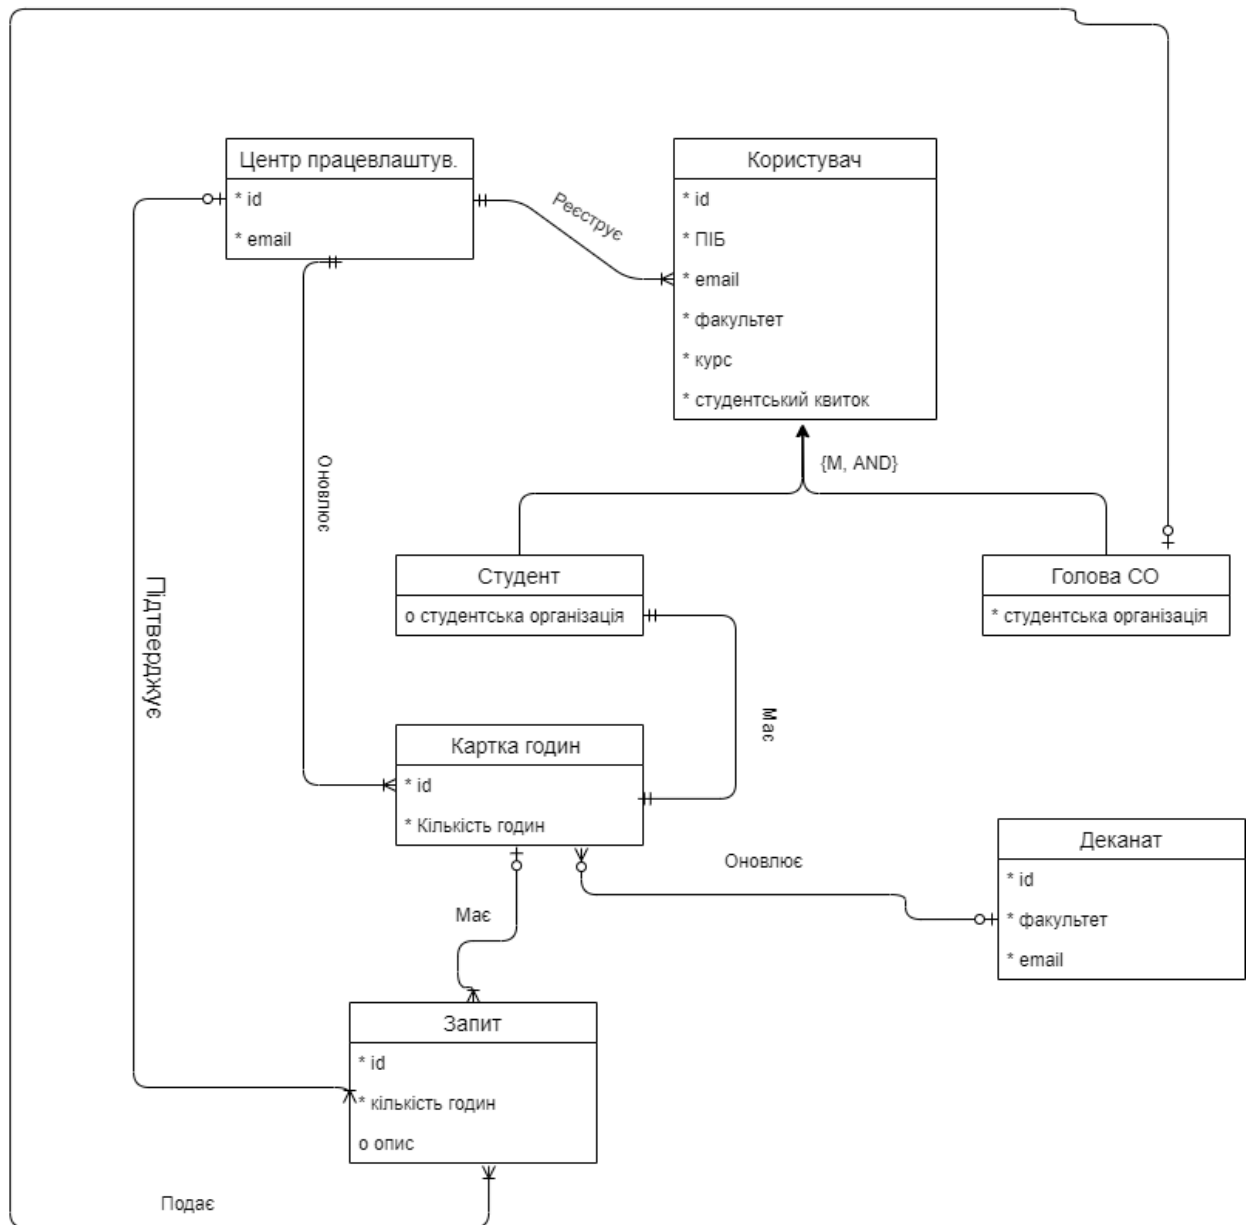 Центр працевлаштув.
* id
* email
Реєструє
Користувач
* id
* ПІБ
* email
* факультет
* курс
* студентський квиток
{M, AND}
Оновлює
Підтверджує
Студент
о студентська організація
Голова СО
* студентська організація
Має
Картка годин
* id
* Кількість годин
Оновлює
Деканат
* id
* факультет
* email
Має
Запит
* id
* кількість годин
о опис
Подає